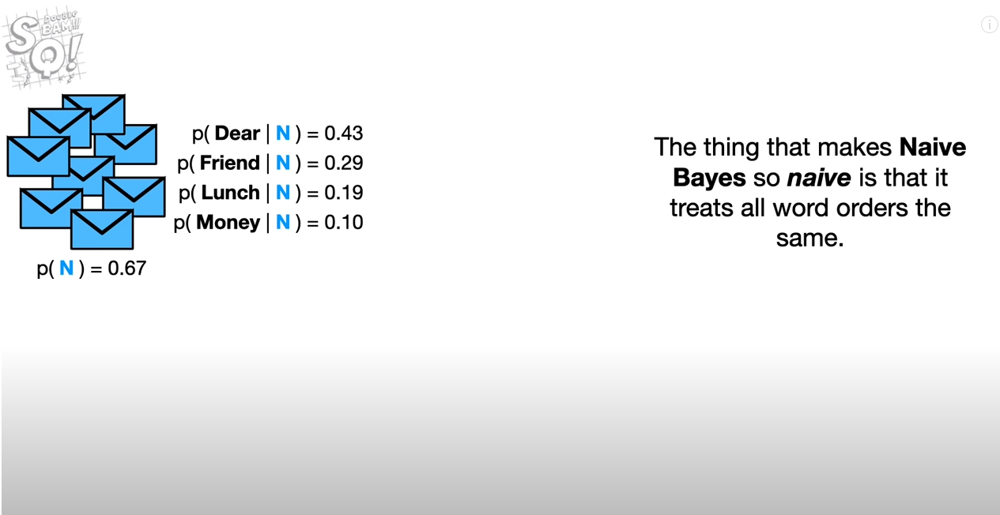 DOUBLE
BAM!!!
SQ!
p( Dear | N ) = 0.43
p( Friend | N ) = 0.29
p( Lunch | N ) = 0.19
p( Money | N ) = 0.10
p( N ) = 0.67
The thing that makes Naive
Bayes so naive is that it
treats all word orders the
same.